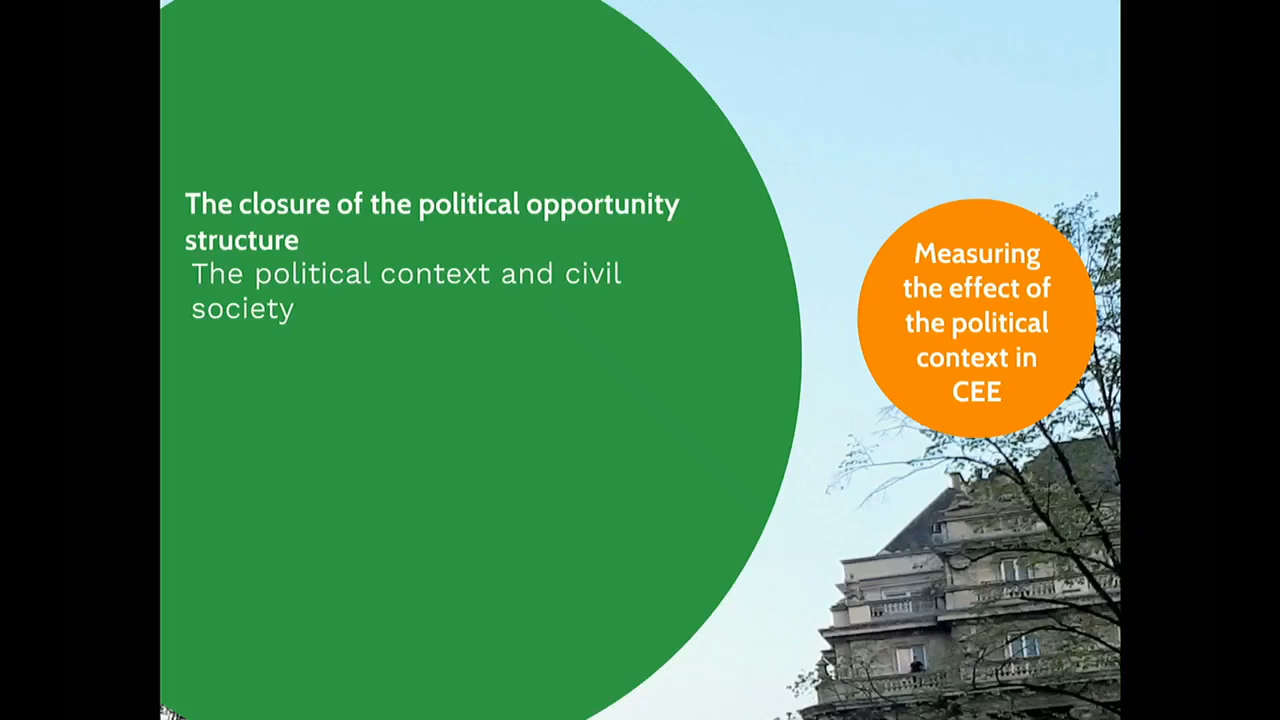 The closure of the political opportunity
structure
The political context and civil
society
Measuring
the effect of
the political
context in
CEE